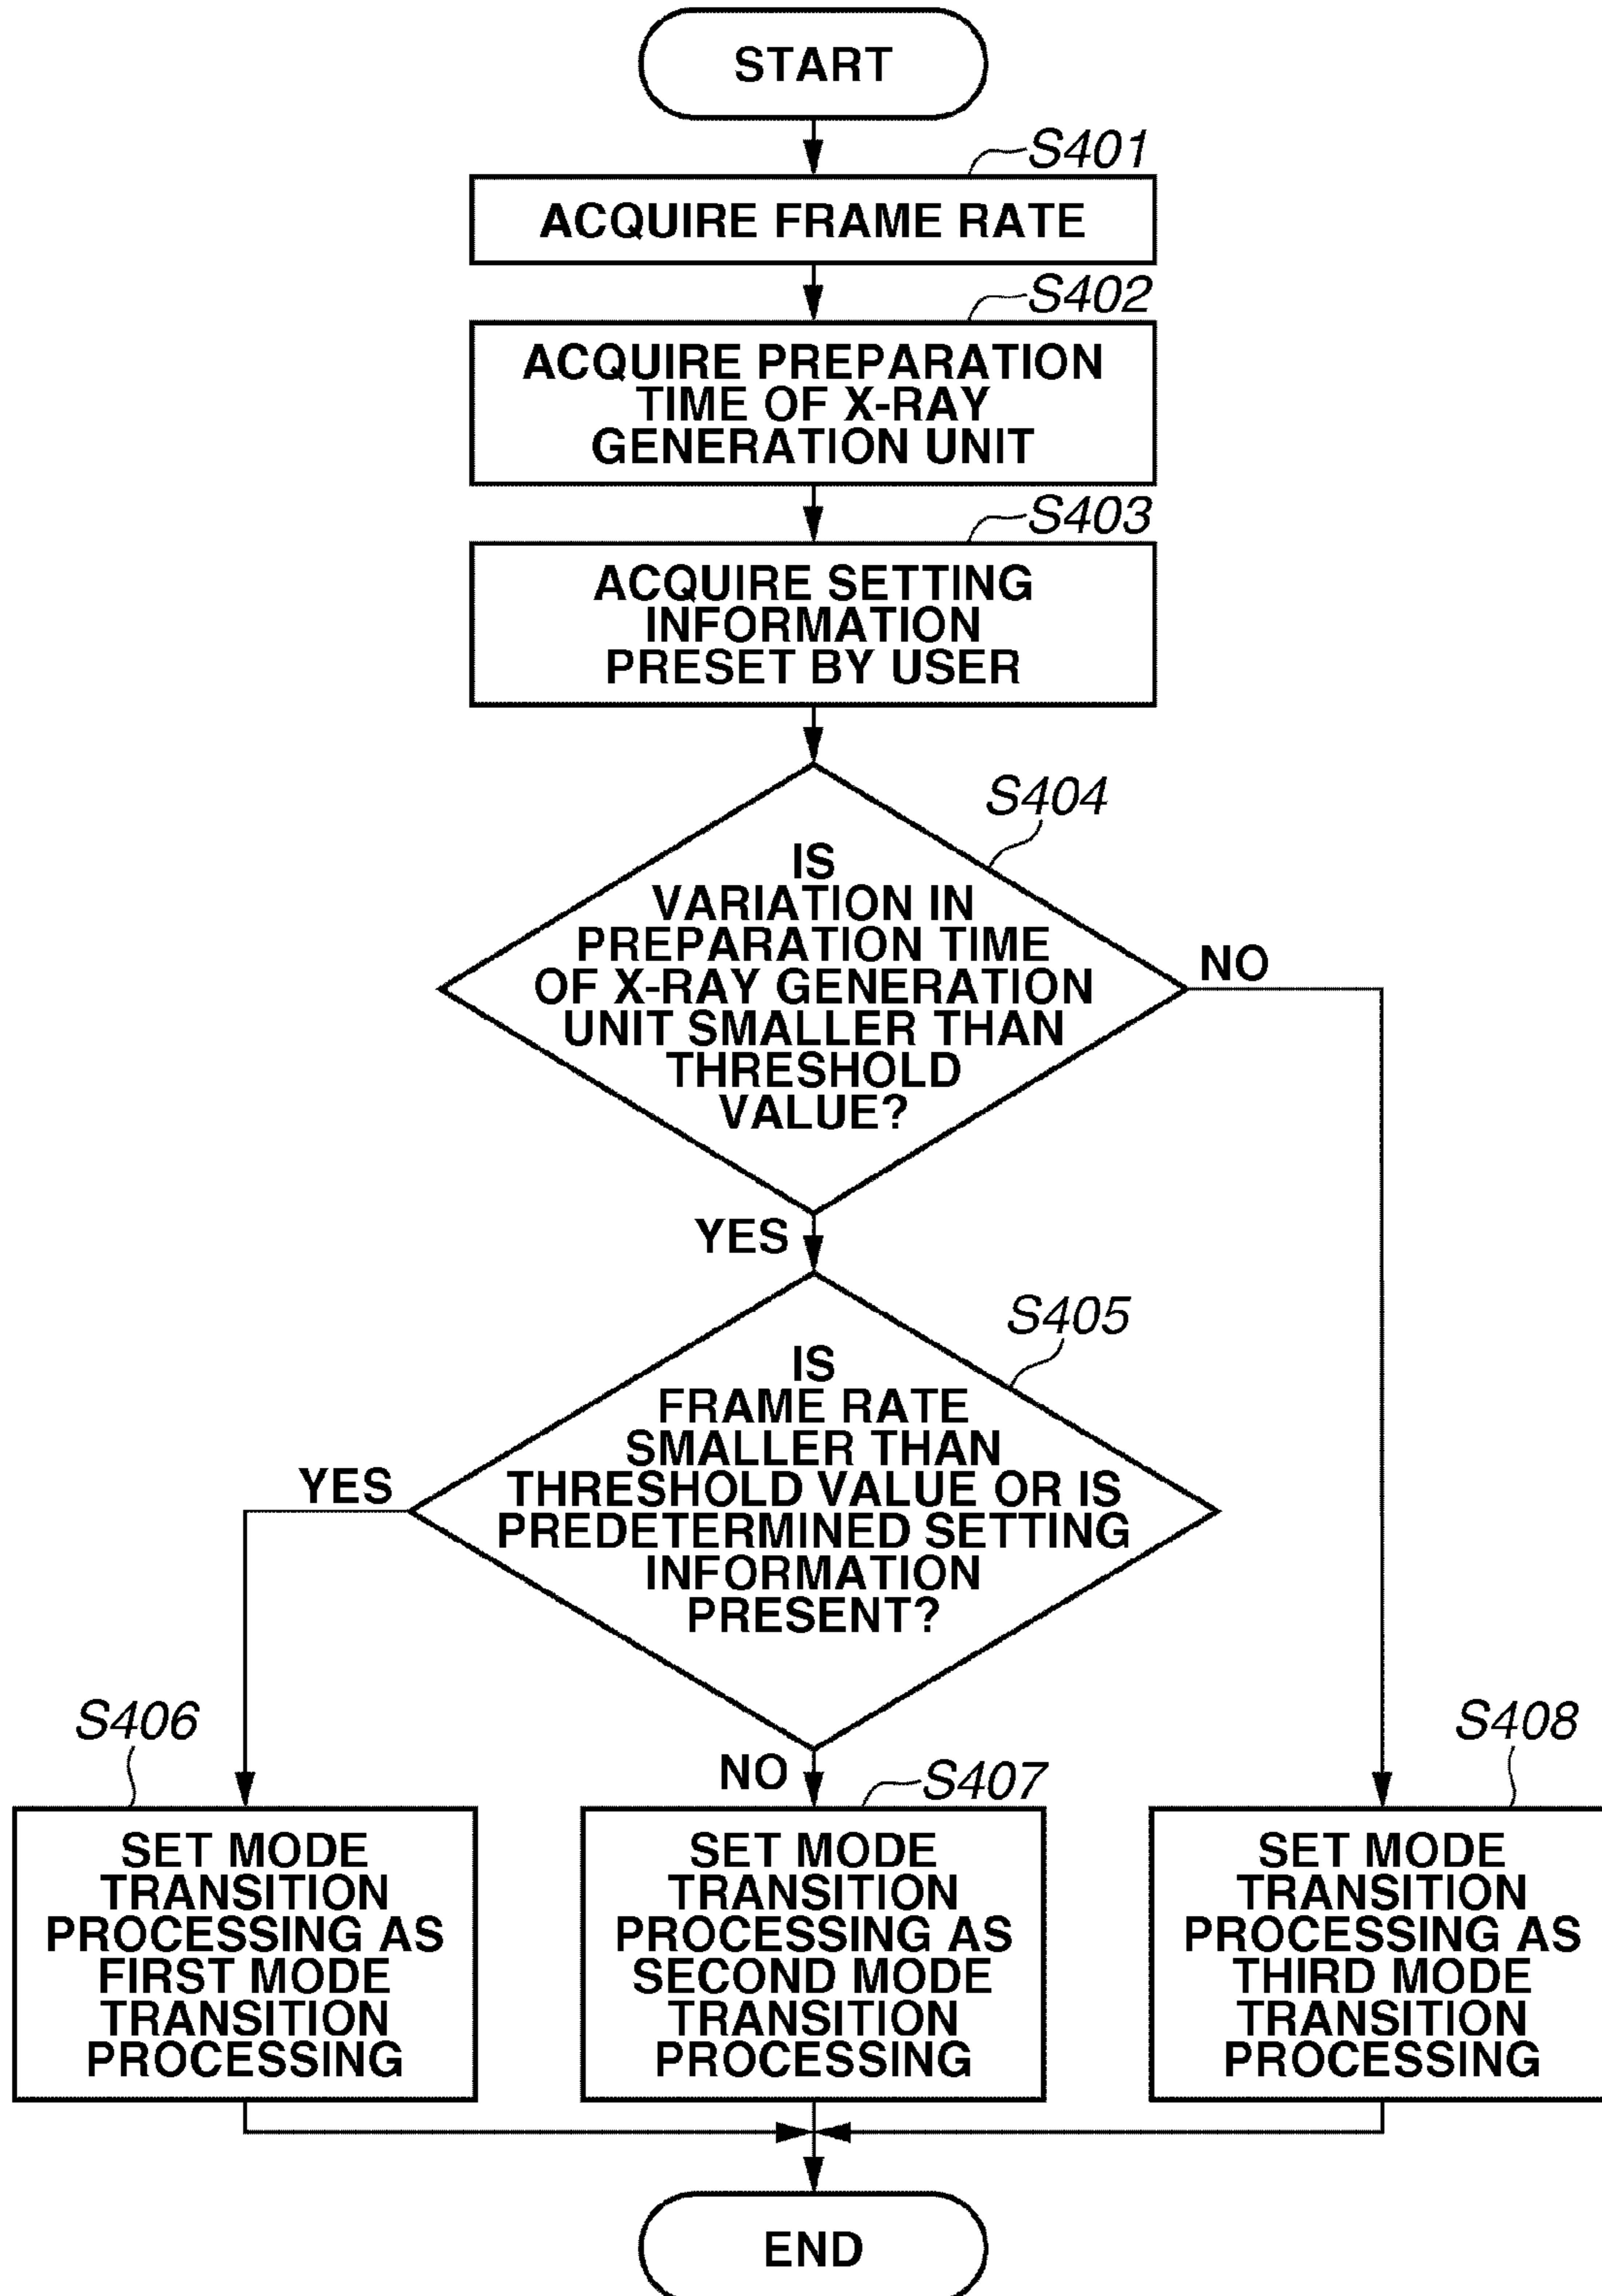 START
S401
ACQUIRE FRAME RATE
S402
ACQUIRE PREPARATION
TIME OF X-RAY
GENERATION UNIT
S403
ACQUIRE SETTING
INFORMATION
PRESET BY USER
S404
IS
VARIATION IN
PREPARATION TIME
OF X-RAY GENERATION
UNIT SMALLER THAN
THRESHOLD
VALUE?
NO
YES
S405
IS
FRAME RATE
SMALLER THAN
THRESHOLD VALUE OR IS
PREDETERMINED SETTING
INFORMATION
PRESENT?
YES
NO
S406
SET MODE
TRANSITION
PROCESSING AS
FIRST MODE
TRANSITION
PROCESSING
S407
SET MODE
TRANSITION
PROCESSING AS
SECOND MODE
TRANSITION
PROCESSING
S408
SET MODE
TRANSITION
PROCESSING AS
THIRD MODE
TRANSITION
PROCESSING
END